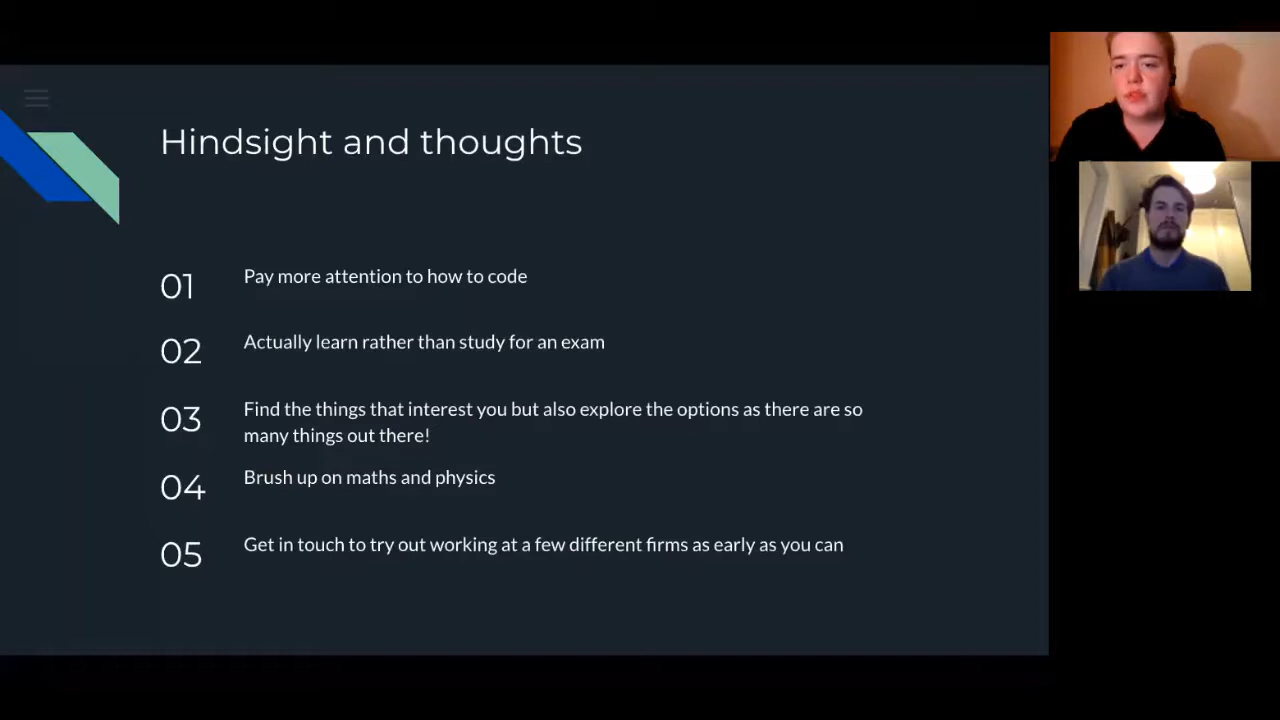 Hindsight and thoughts
01 Pay more attention to how to code
02 Actually learn rather than study for an exam
03 Find the things that interest you but also explore the options as there are so
many things out there!
04 Brush up on maths and physics
05 Get in touch to try out working at a few different firms as early as you can